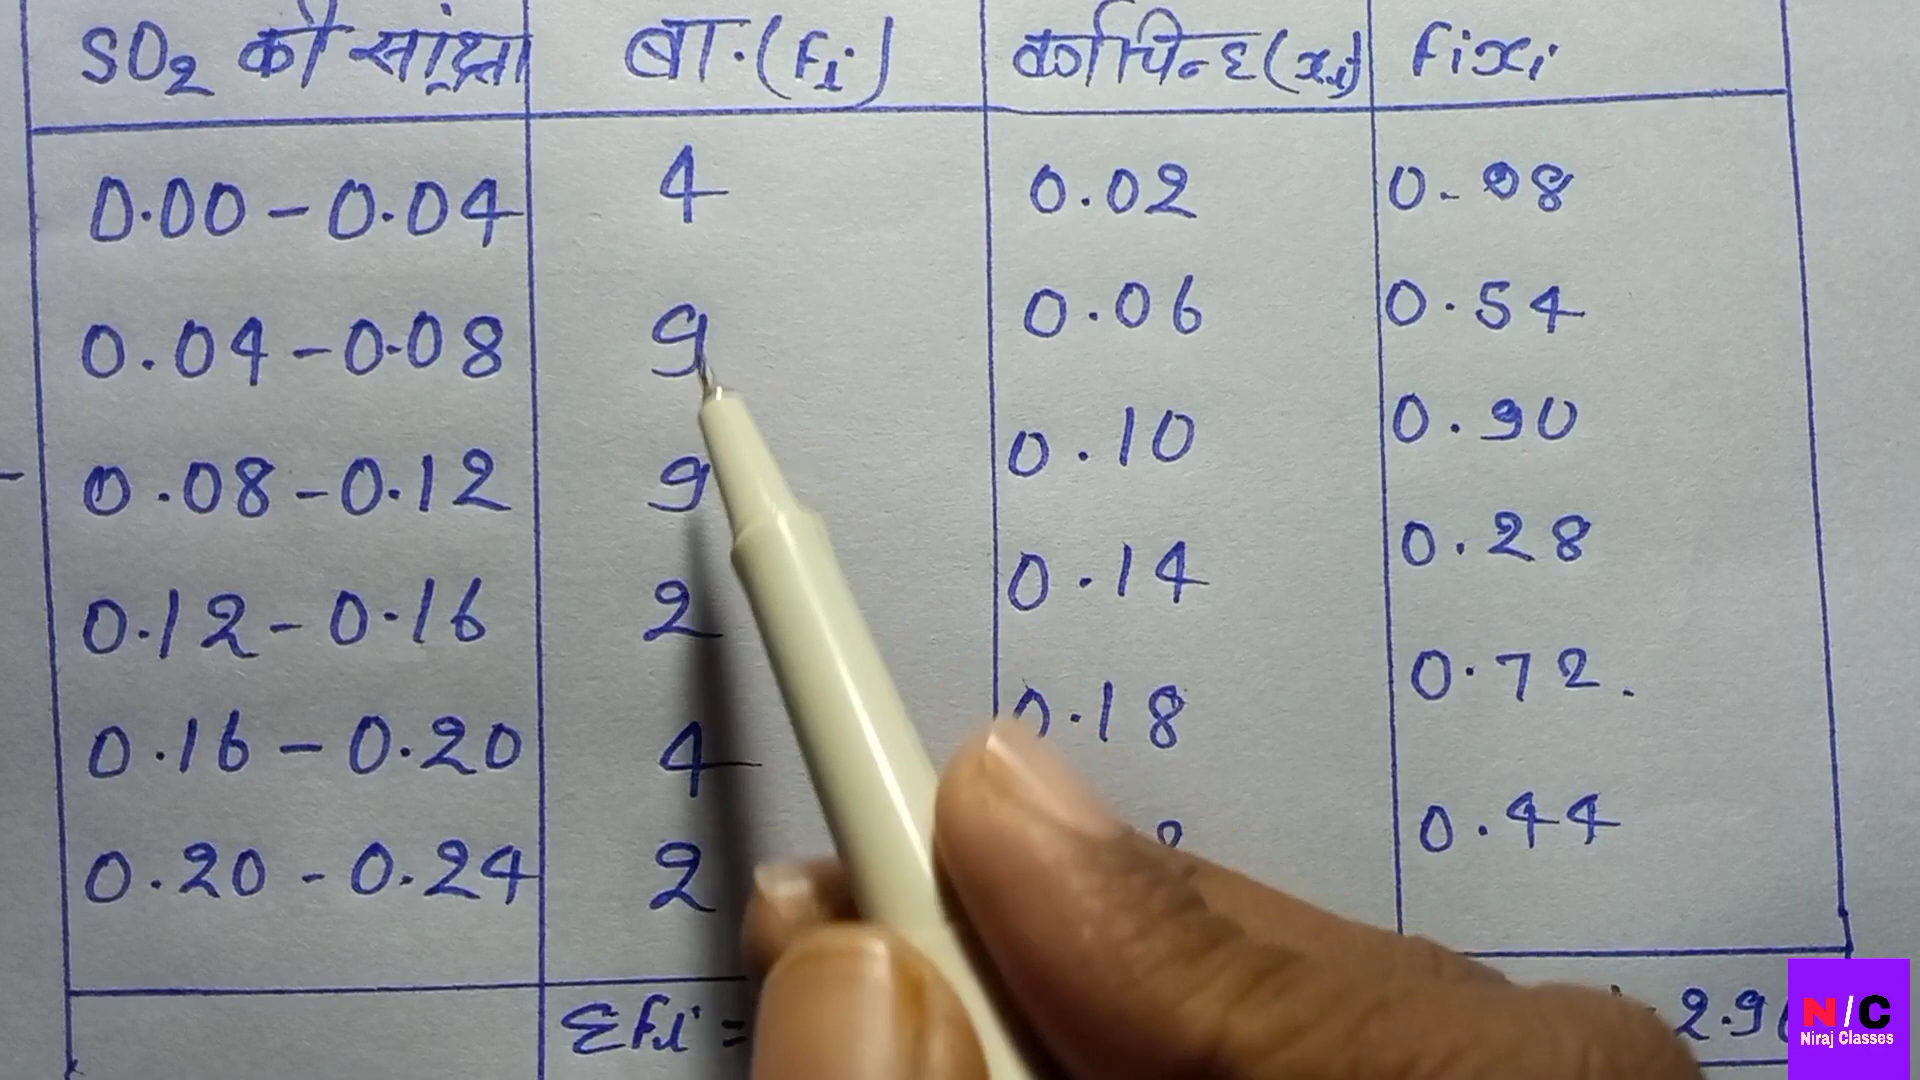 SO2 की सांद्रता बा.(fi) वर्ग चिन्ह(xi) fixi
0.00-0.04 4 0.02 0.08
0.04-0.08 9 0.06 0.54
0.08-0.12 9 0.10 0.90
0.12-0.16 2 0.14 0.28
0.16-0.20 4 0.18 0.72.
0.20-0.24 2 0.44
Σfi =
N/C
Niraj Classes